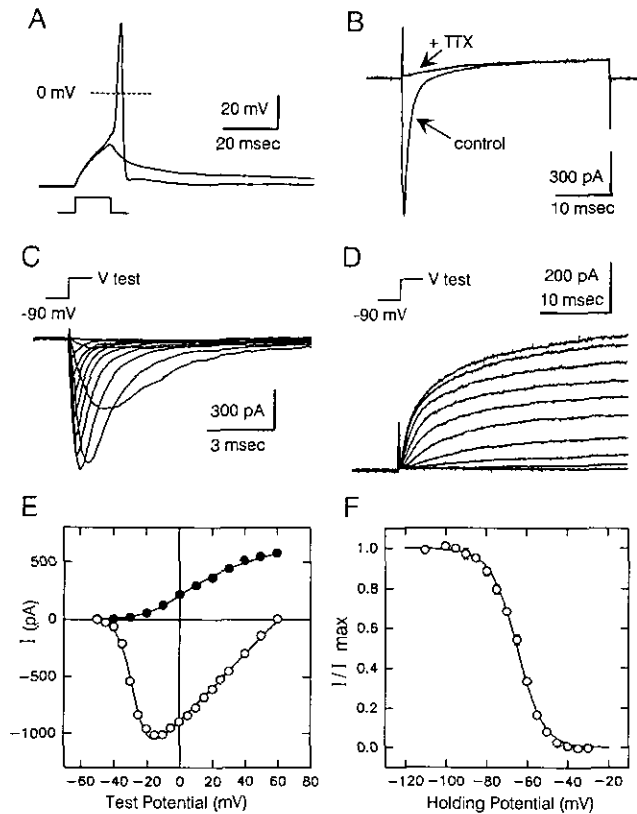 A
0 mV
20 mV
20 msec
B
+ TTX
control
300 pA
10 msec
C
V test
-90 mV
300 pA
3 msec
D
V test
-90 mV
200 pA
10 msec
E
I (pA)
500
0
-500
-1000
-60 -40 -20 0 20 40 60 80
Test Potential (mV)
F
I / I max
1.0
0.8
0.6
0.4
0.2
0.0
-120 -100 -80 -60 -40 -20
Holding Potential (mV)